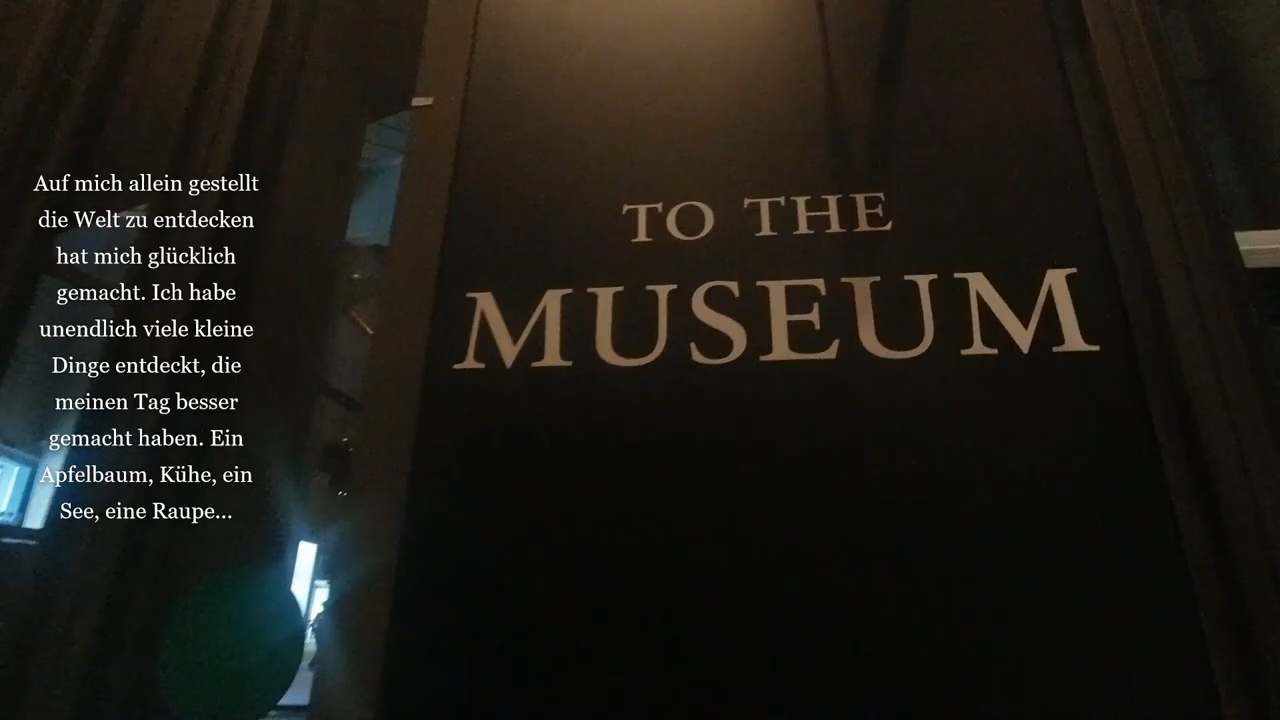 Auf mich allein gestellt
die Welt zu entdecken
hat mich glücklich
gemacht. Ich habe
unendlich viele kleine
Dinge entdeckt, die
meinen Tag besser
gemacht haben. Ein
Apfelbaum, Kühe, ein
See, eine Raupe...
TO THE
MUSEUM